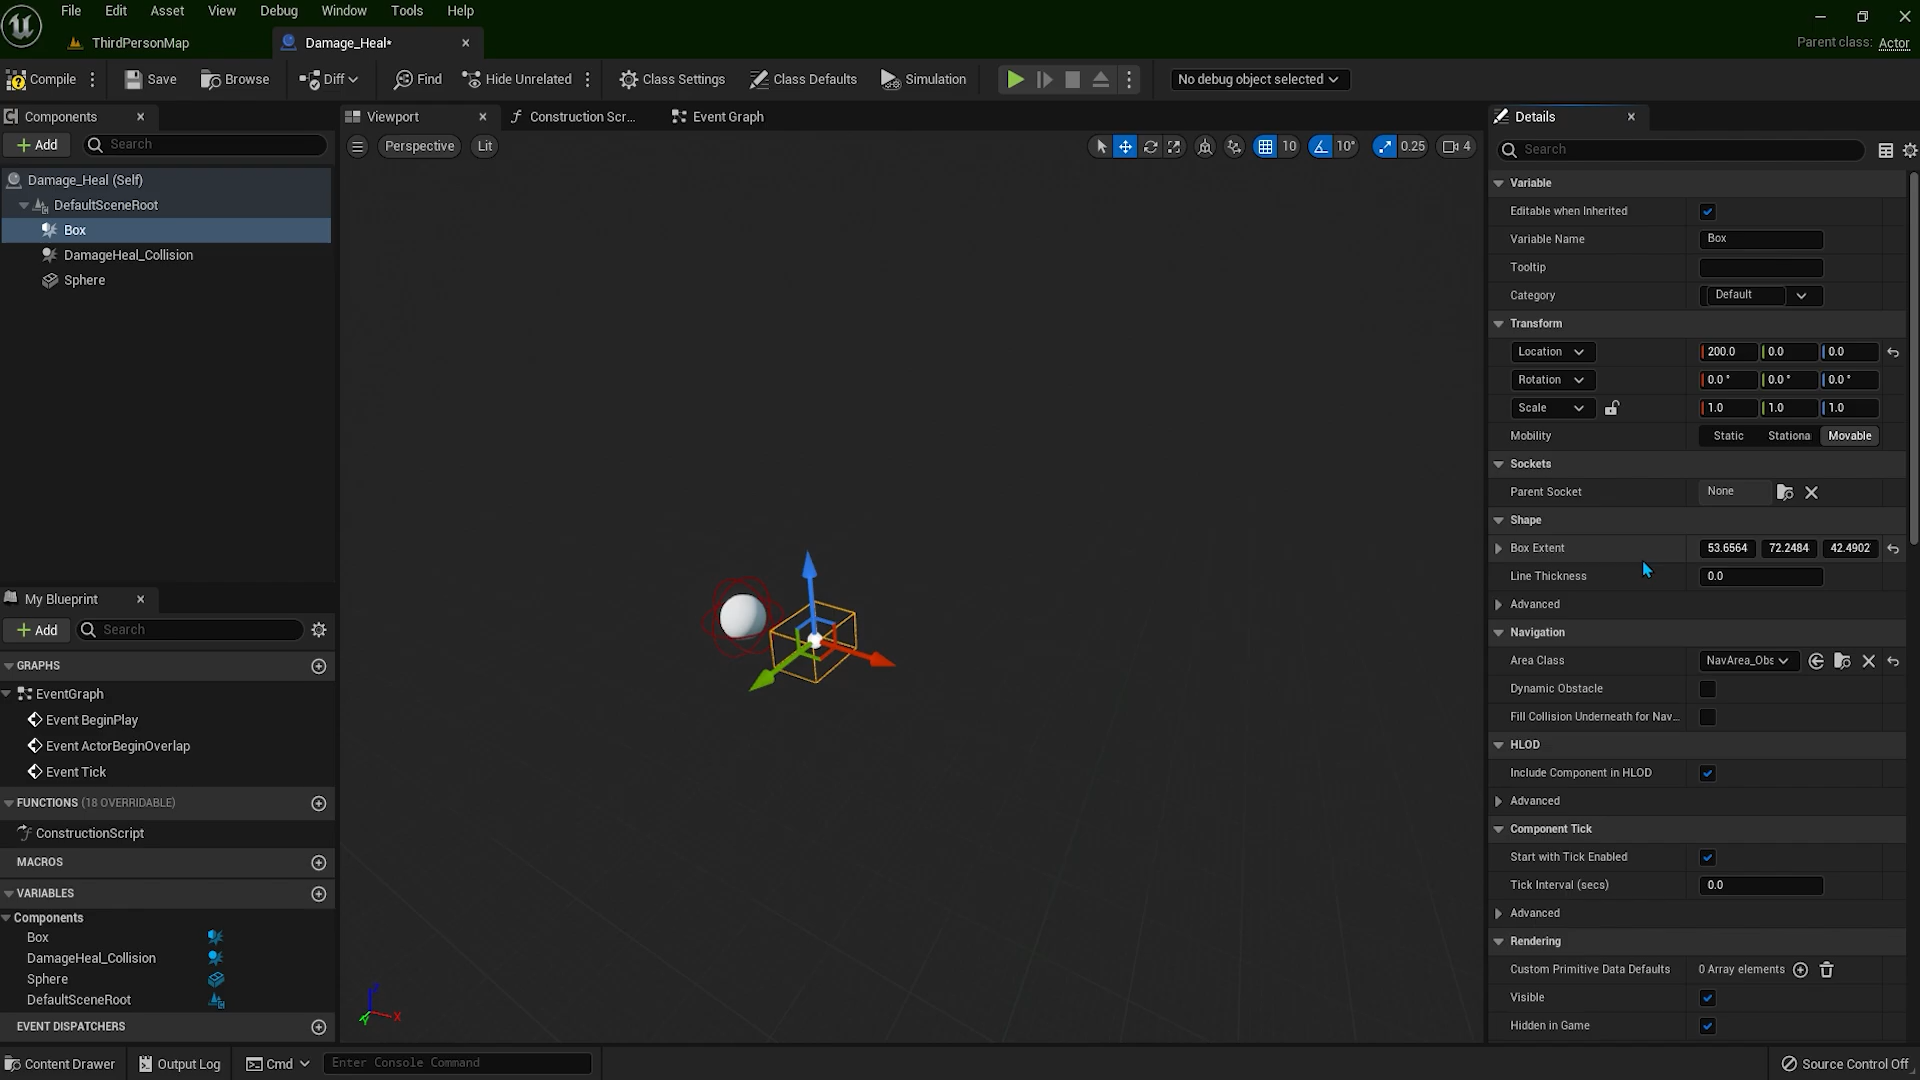 File Edit Asset View Debug Window Tools Help
ThirdPersonMap
Damage_Heal*
Parent class: Actor
Compile
Save
Browse
Diff
Find
Hide Unrelated
Class Settings
Class Defaults
Simulation
No debug object selected
Components
Add
Search
Damage_Heal (Self)
DefaultSceneRoot
Box
DamageHeal_Collision
Sphere
My Blueprint
Add
Search
GRAPHS
EventGraph
Event BeginPlay
Event ActorBeginOverlap
Event Tick
FUNCTIONS (18 OVERRIDABLE)
ConstructionScript
MACROS
VARIABLES
Components
Box
DamageHeal_Collision
Sphere
DefaultSceneRoot
EVENT DISPATCHERS
Viewport
Construction Scr...
Event Graph
Perspective
Lit
10
10°
0.25
4
X
Details
Search
Variable
Editable when Inherited
Variable Name Box
Tooltip
Category Default
Transform
Location 200.0 0.0 0.0
Rotation 0.0 ° 0.0 ° 0.0 °
Scale 1.0 1.0 1.0
Mobility Static Stationa Movable
Sockets
Parent Socket None
Shape
Box Extent 53.6564 72.2484 42.4902
Line Thickness 0.0
Advanced
Navigation
Area Class NavArea_Obs
Dynamic Obstacle
Fill Collision Underneath for Nav...
HLOD
Include Component in HLOD
Advanced
Component Tick
Start with Tick Enabled
Tick Interval (secs) 0.0
Advanced
Rendering
Custom Primitive Data Defaults 0 Array elements
Visible
Hidden in Game
Content Drawer
Output Log
Cmd
Enter Console Command
Source Control Off